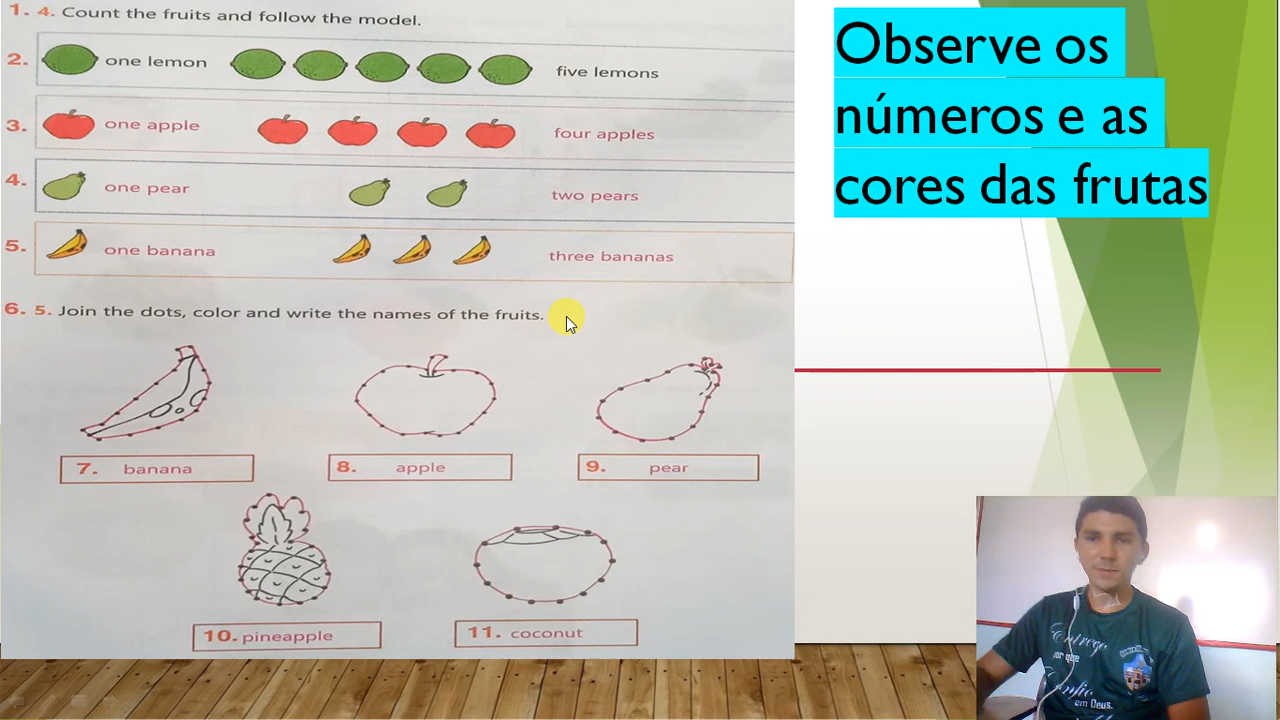 1. 4. Count the fruits and follow the model.
2. one lemon five lemons
3. one apple four apples
4. one pear two pears
5. one banana three bananas
6. 5. Join the dots, color and write the names of the fruits.
7. banana 8. apple 9. pear
10. pineapple 11. coconut
Observe os
números e as
cores das frutas
Entrega
em Deus.